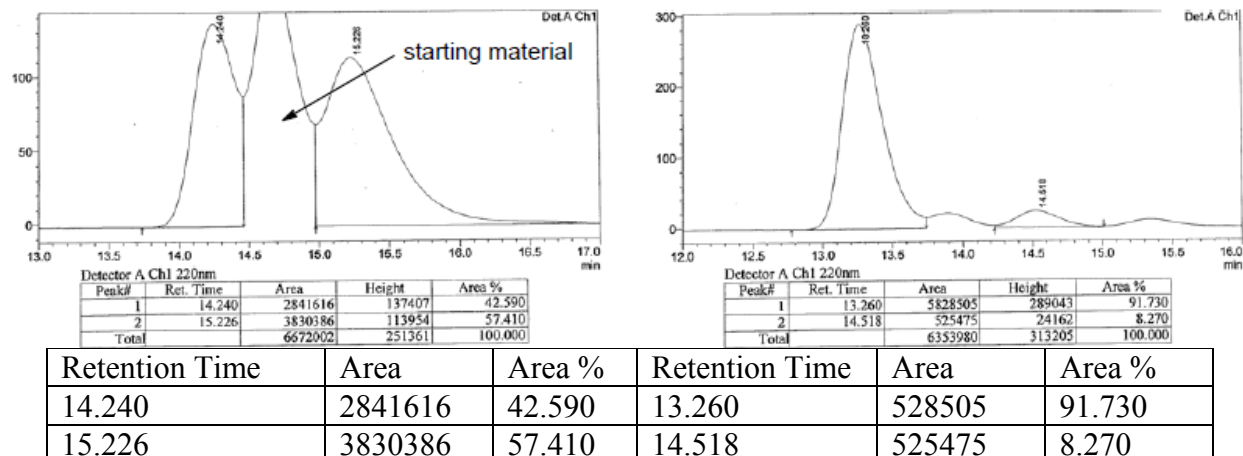 Det.A Ch1
14.240
15.226
starting material
100
50
0
13.0 13.5 14.0 14.5 15.0 15.5 16.0 16.5 17.0
min
Detector A Ch1 220nm
Peak# Ret. Time Area Height Area %
1 14.240 2841616 137407 42.590
2 15.226 3830386 113954 57.410
Total 6672002 251361 100.000
Det.A Ch1
300
13.260
200
100
14.518
0
12.0 12.5 13.0 13.5 14.0 14.5 15.0 15.5 16.0
min
Detector A Ch1 220nm
Peak# Ret. Time Area Height Area %
1 13.260 5828505 289043 91.730
2 14.518 525475 24162 8.270
Total 6353980 313205 100.000
Retention Time Area Area % Retention Time Area Area %
14.240 2841616 42.590 13.260 528505 91.730
15.226 3830386 57.410 14.518 525475 8.270